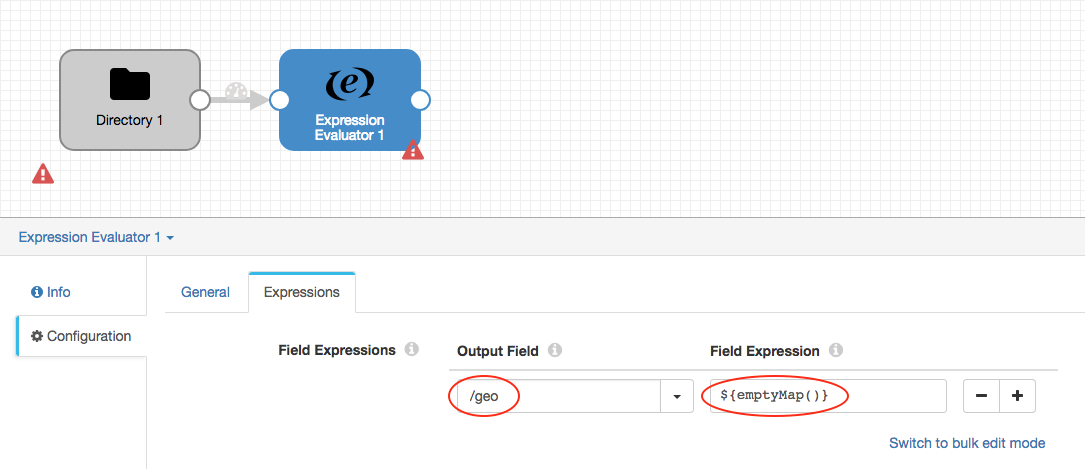 Directory 1
Expression
Evaluator 1
Expression Evaluator 1
Info
General
Expressions
Configuration
Field Expressions
Output Field
Field Expression
/geo
${emptyMap()}
Switch to bulk edit mode